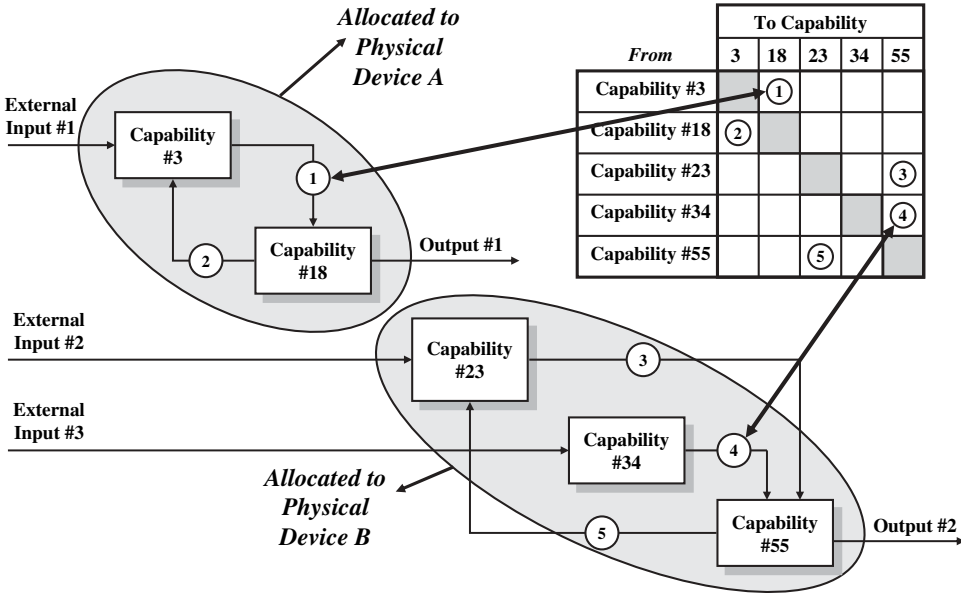 Allocated to
Physical
Device A
To Capability
From
3 18 23 34 55
Capability #3
1
Capability #18
2
Capability #23
3
Capability #34
4
Capability #55
5
External
Input #1
Capability
#3
1
2
Capability
#18
Output #1
External
Input #2
Capability
#23
3
External
Input #3
Capability
#34
4
Allocated to
Physical
Device B
5
Capability
#55
Output #2